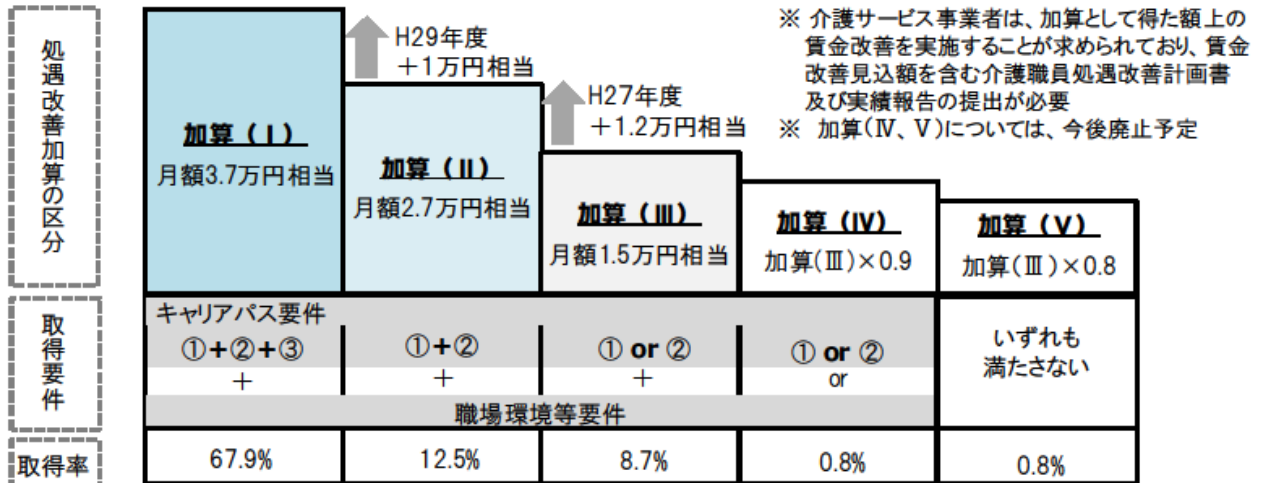 処遇改善加算の区分
加算（Ⅰ）
月額3.7万円相当
H29年度
＋1万円相当
加算（Ⅱ）
月額2.7万円相当
H27年度
＋1.2万円相当
加算（Ⅲ）
月額1.5万円相当
加算（Ⅳ）
加算(Ⅲ)×0.9
加算（Ⅴ）
加算(Ⅲ)×0.8
※ 介護サービス事業者は、加算として得た額上の
賃金改善を実施することが求められており、賃金
改善見込額を含む介護職員処遇改善計画書
及び実績報告の提出が必要
※ 加算(Ⅳ、Ⅴ)については、今後廃止予定
取得要件
キャリアパス要件
①+②+③
①+②
① or ②
① or ②
＋
＋
＋
or
職場環境等要件
いずれも
満たさない
取得率
67.9%
12.5%
8.7%
0.8%
0.8%